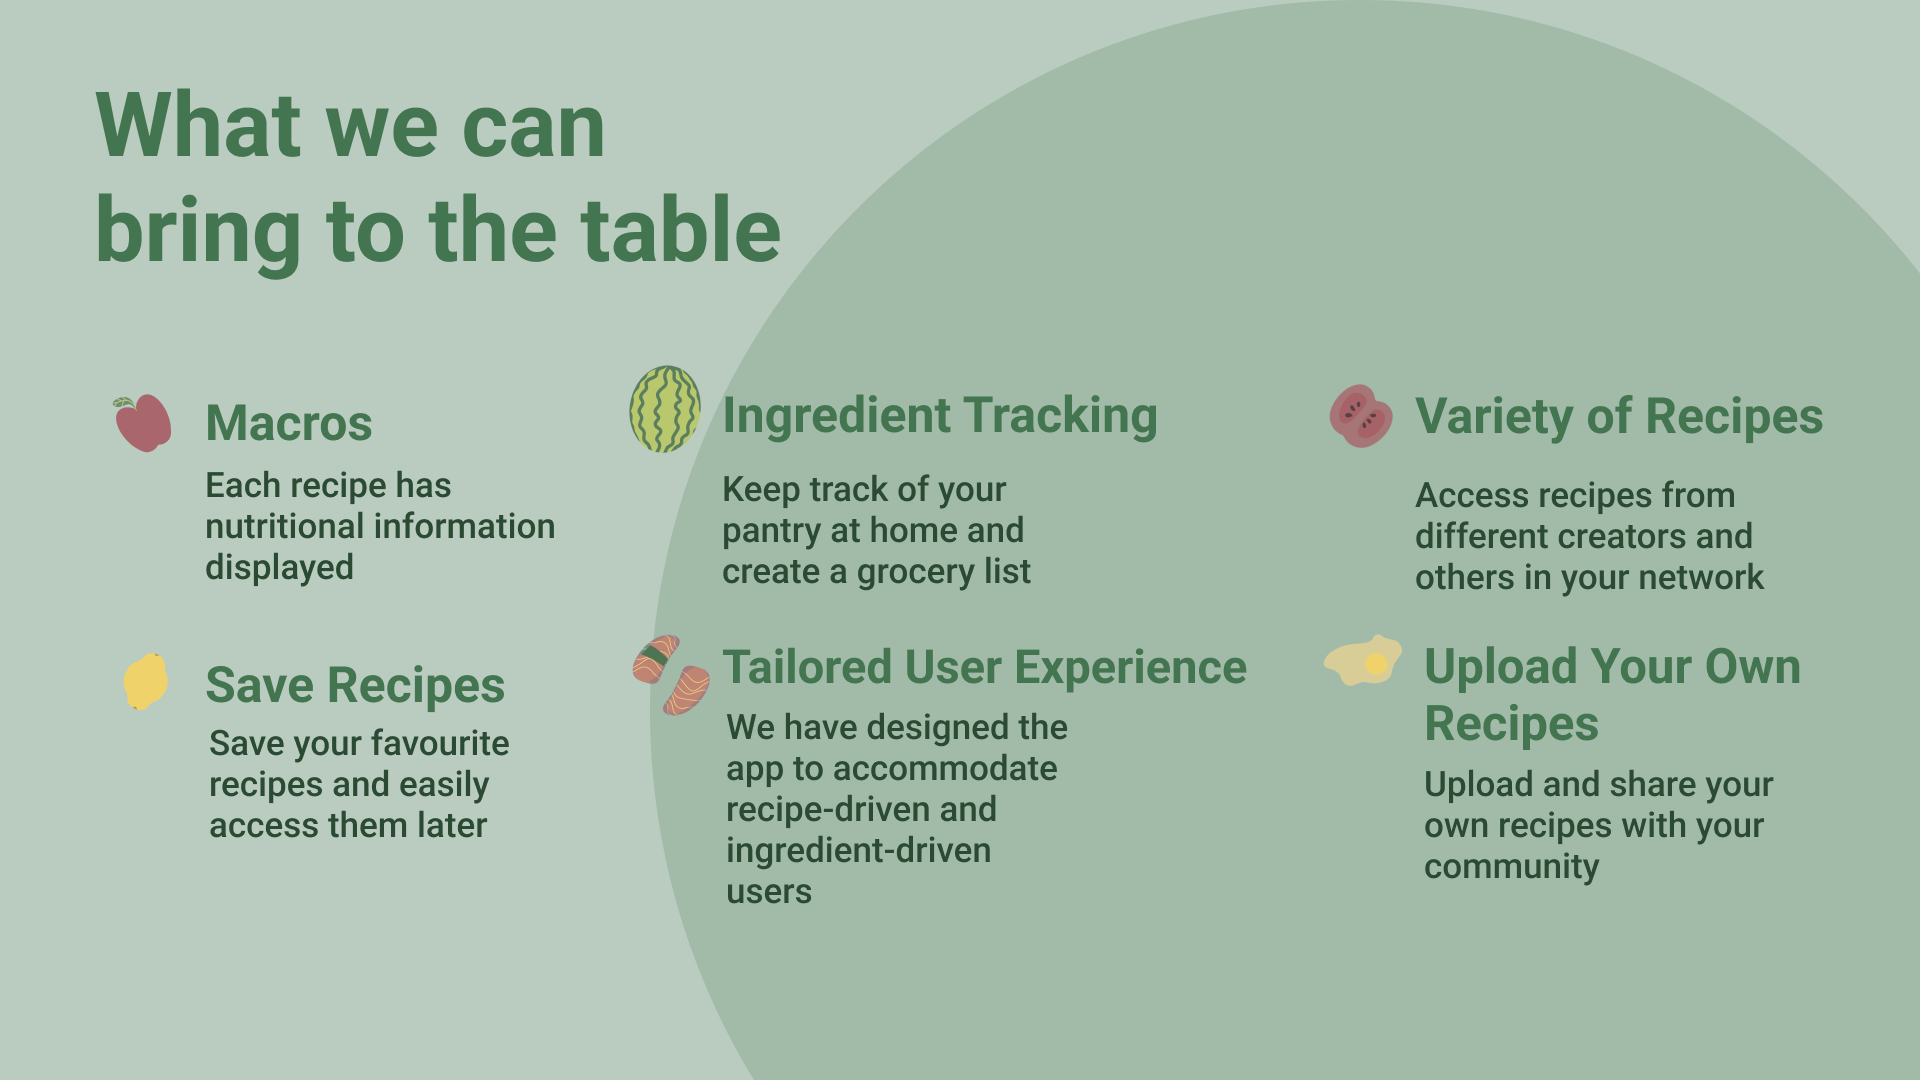 What we can
bring to the table
Macros
Each recipe has
nutritional information
displayed
Ingredient Tracking
Keep track of your
pantry at home and
create a grocery list
Variety of Recipes
Access recipes from
different creators and
others in your network
Save Recipes
Save your favourite
recipes and easily
access them later
Tailored User Experience
We have designed the
app to accommodate
recipe-driven and
ingredient-driven
users
Upload Your Own
Recipes
Upload and share your
own recipes with your
community